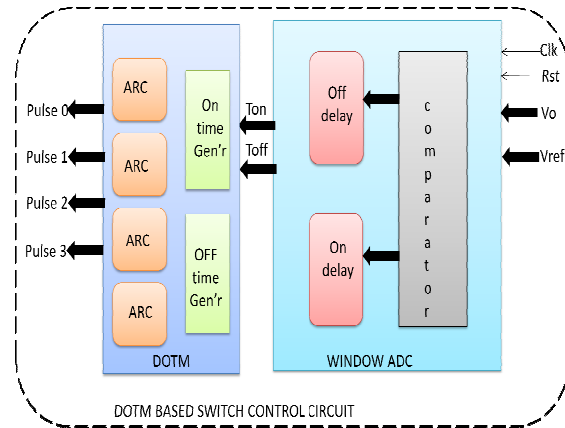 Pulse 0
Pulse 1
Pulse 2
Pulse 3
ARC
ARC
ARC
ARC
On
time
Gen'r
OFF
time
Gen'r
DOTM
Ton
Toff
Off
delay
On
delay
comparator
WINDOW ADC
Clk
Rst
Vo
Vref
DOTM BASED SWITCH CONTROL CIRCUIT